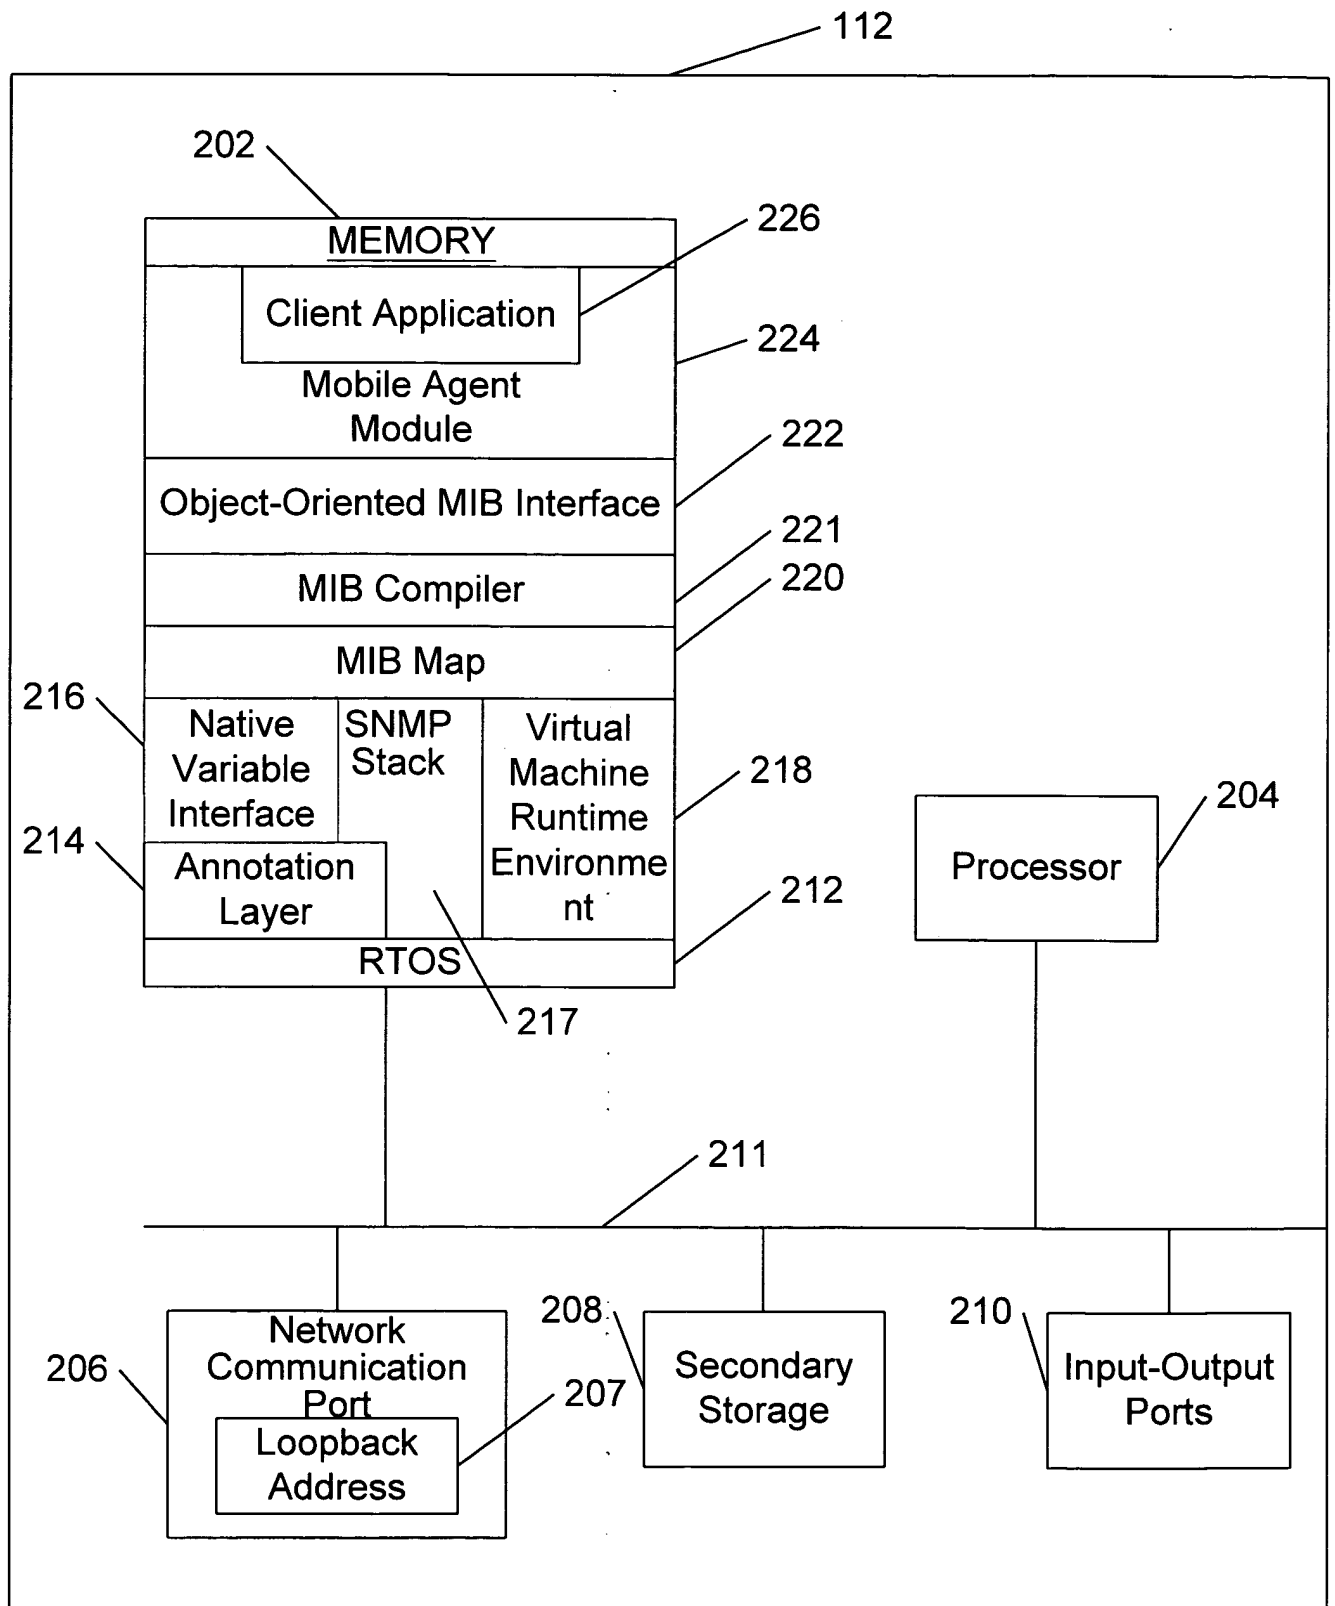 112
202
MEMORY
226
Client Application
224
Mobile Agent
Module
222
Object-Oriented MIB Interface
221
MIB Compiler
220
MIB Map
216
Native
Variable
Interface
SNMP
Stack
Virtual
Machine
Runtime
Environme
nt
218
204
Processor
214
Annotation
Layer
212
RTOS
217
211
206
Network
Communication
Port
207
Loopback
Address
208
Secondary
Storage
210
Input-Output
Ports